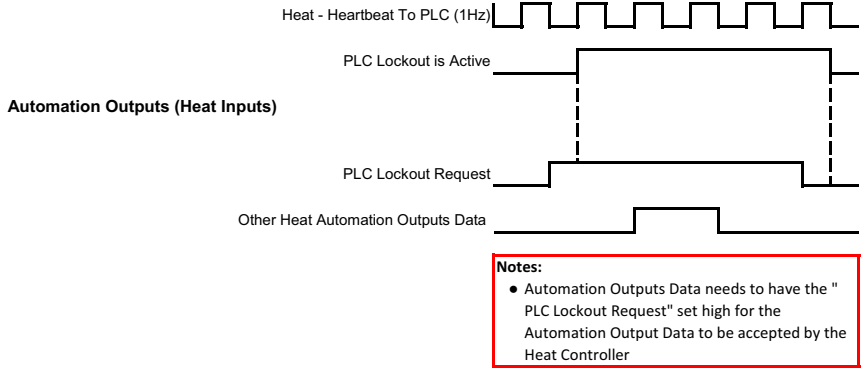 Heat - Heartbeat To PLC (1Hz)
PLC Lockout is Active
Automation Outputs (Heat Inputs)
PLC Lockout Request
Other Heat Automation Outputs Data
Notes:
● Automation Outputs Data needs to have the "
PLC Lockout Request" set high for the
Automation Output Data to be accepted by the
Heat Controller